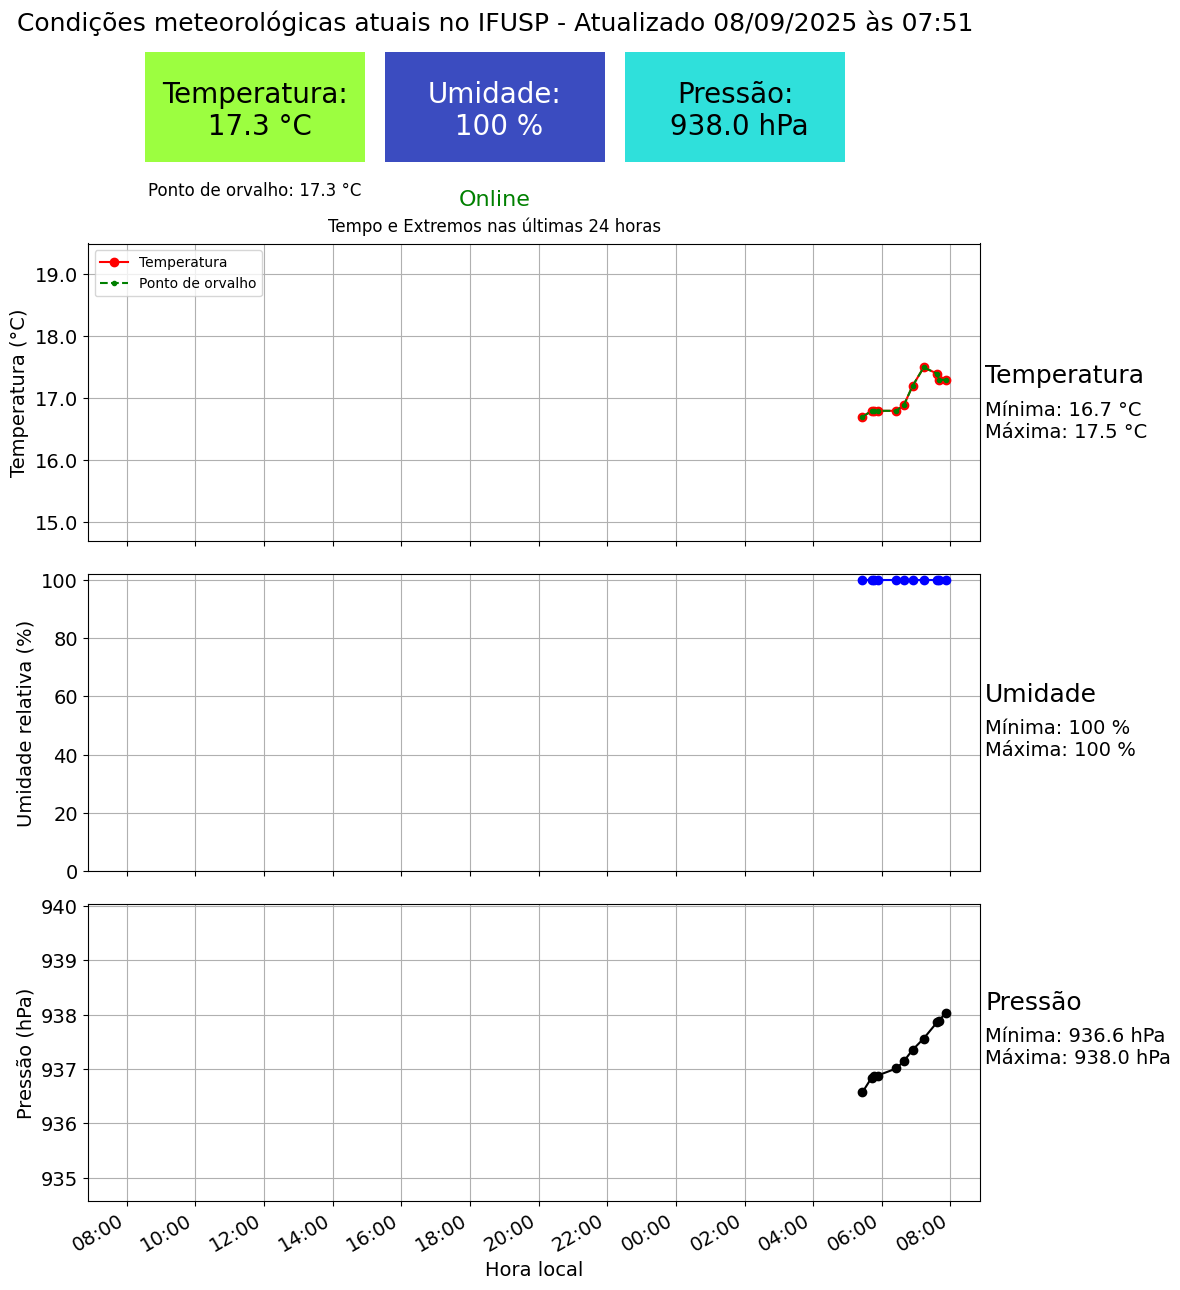 Condições meteorológicas atuais no IFUSP - Atualizado 08/09/2025 às 07:51
Temperatura:
17.3 °C
Umidade:
100 %
Pressão:
938.0 hPa
Ponto de orvalho: 17.3 °C
Online
Tempo e Extremos nas últimas 24 horas
Temperatura
Ponto de orvalho
Temperatura (°C)
19.0
18.0
17.0
16.0
15.0
Temperatura
Mínima: 16.7 °C
Máxima: 17.5 °C
Umidade relativa (%)
100
80
60
40
20
0
Umidade
Mínima: 100 %
Máxima: 100 %
Pressão (hPa)
940
939
938
937
936
935
Pressão
Mínima: 936.6 hPa
Máxima: 938.0 hPa
08:00
10:00
12:00
14:00
16:00
18:00
20:00
22:00
00:00
02:00
04:00
06:00
08:00
Hora local